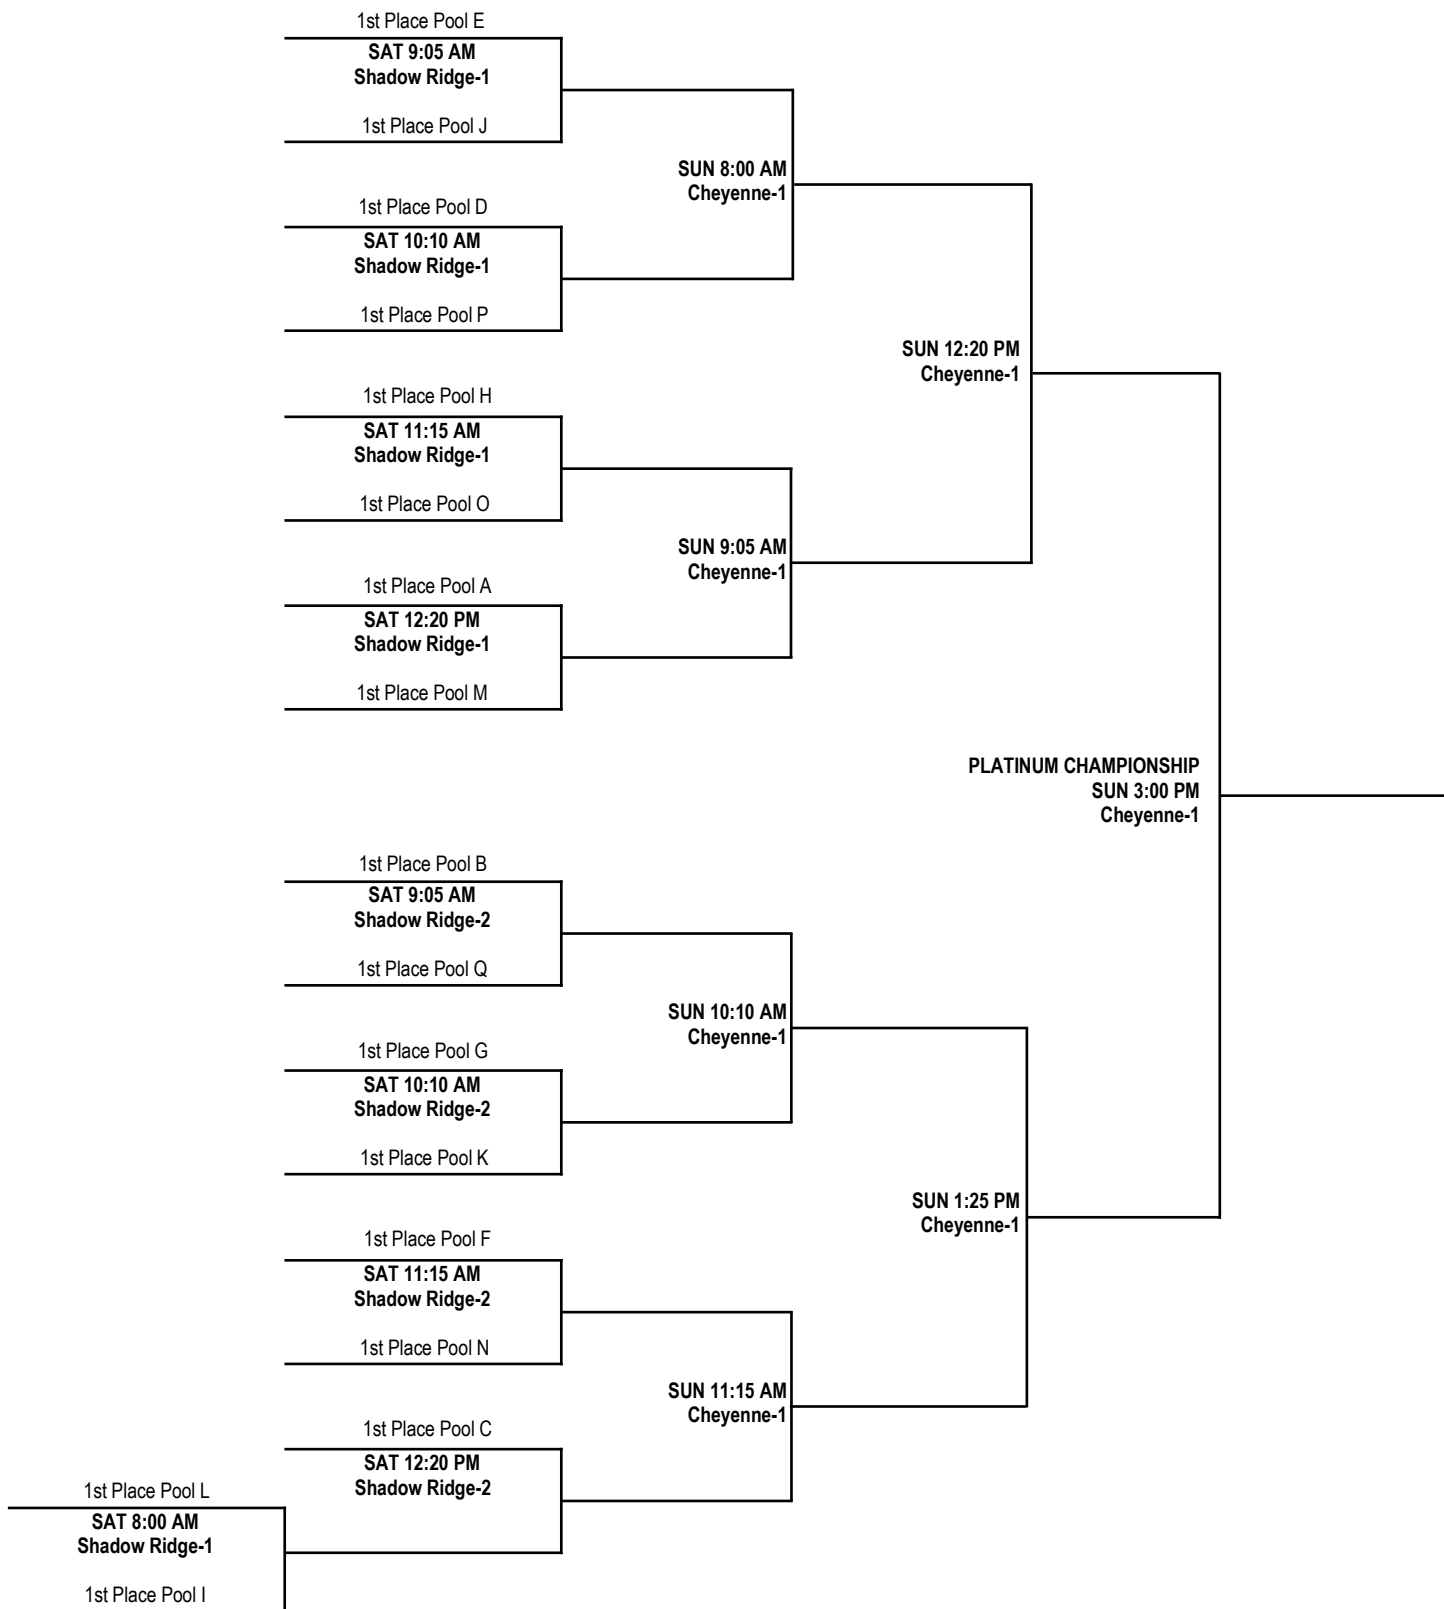 1st Place Pool E
SAT 9:05 AM
Shadow Ridge-1
1st Place Pool J
SUN 8:00 AM
Cheyenne-1
1st Place Pool D
SAT 10:10 AM
Shadow Ridge-1
1st Place Pool P
SUN 12:20 PM
Cheyenne-1
1st Place Pool H
SAT 11:15 AM
Shadow Ridge-1
1st Place Pool O
SUN 9:05 AM
Cheyenne-1
1st Place Pool A
SAT 12:20 PM
Shadow Ridge-1
1st Place Pool M
PLATINUM CHAMPIONSHIP
SUN 3:00 PM
Cheyenne-1
1st Place Pool B
SAT 9:05 AM
Shadow Ridge-2
1st Place Pool Q
SUN 10:10 AM
Cheyenne-1
1st Place Pool G
SAT 10:10 AM
Shadow Ridge-2
1st Place Pool K
SUN 1:25 PM
Cheyenne-1
1st Place Pool F
SAT 11:15 AM
Shadow Ridge-2
1st Place Pool N
SUN 11:15 AM
Cheyenne-1
1st Place Pool C
SAT 12:20 PM
Shadow Ridge-2
1st Place Pool L
SAT 8:00 AM
Shadow Ridge-1
1st Place Pool I